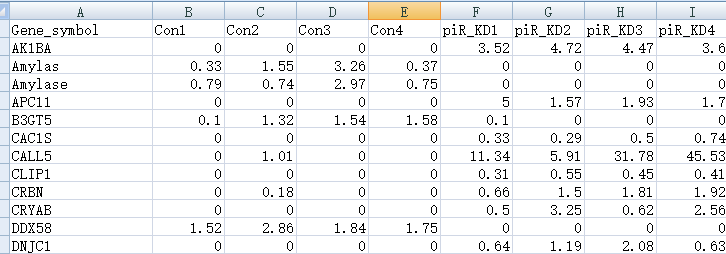 A B C D E F G H I
Gene_symbol Con1 Con2 Con3 Con4 piR_KD1 piR_KD2 piR_KD3 piR_KD4
AK1BA 0 0 0 0 3.52 4.72 4.47 3.6
Amylas 0.33 1.55 3.26 0.37 0 0 0 0
Amylase 0.79 0.74 2.97 0.75 0 0 0 0
APC11 0 0 0 0 5 1.57 1.93 1.7
B3GT5 0.1 1.32 1.54 1.58 0.1 0 0 0
CAC1S 0 0 0 0 0.33 0.29 0.5 0.74
CALL5 0 1.01 0 0 11.34 5.91 31.78 45.53
CLIP1 0 0 0 0 0.31 0.55 0.45 0.41
CRBN 0 0.18 0 0 0.66 1.5 1.81 1.92
CRYAB 0 0 0 0 0.5 3.25 0.62 2.56
DDX58 1.52 2.86 1.84 1.75 0 0 0 0
DNJC1 0 0 0 0 0.64 1.19 2.08 0.63